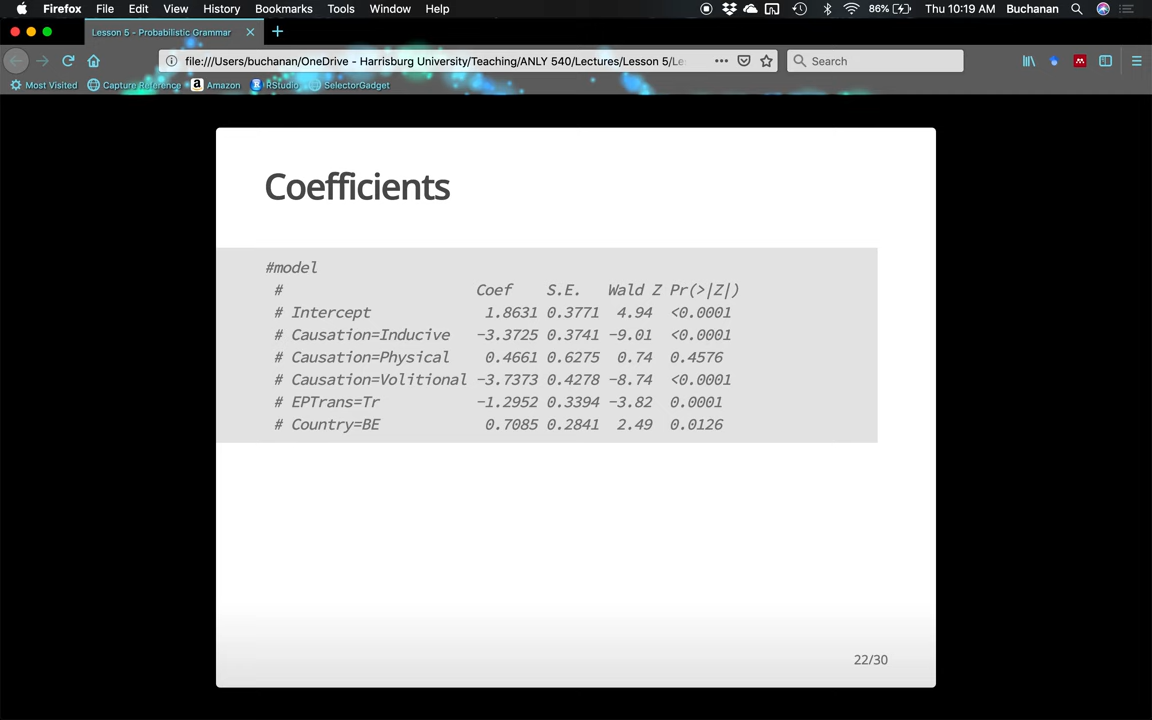 Firefox File Edit View History Bookmarks Tools Window Help 86% Thu 10:19 AM Buchanan
Lesson 5 - Probabilistic Grammar
file:///Users/buchanan/OneDrive - Harrisburg University/Teaching/ANLY 540/Lectures/Lesson 5/Le Search
Most Visited Capture Reference Amazon RStudio SelectorGadget
Coefficients
#model
# Coef S.E. Wald Z Pr(>|Z|)
# Intercept 1.8631 0.3771 4.94 <0.0001
# Causation=Inducive −3.3725 0.3741 −9.01 <0.0001
# Causation=Physical 0.4661 0.6275 0.74 0.4576
# Causation=Volitional −3.7373 0.4278 −8.74 <0.0001
# EPTrans=Tr −1.2952 0.3394 −3.82 0.0001
# Country=BE 0.7085 0.2841 2.49 0.0126
22/30